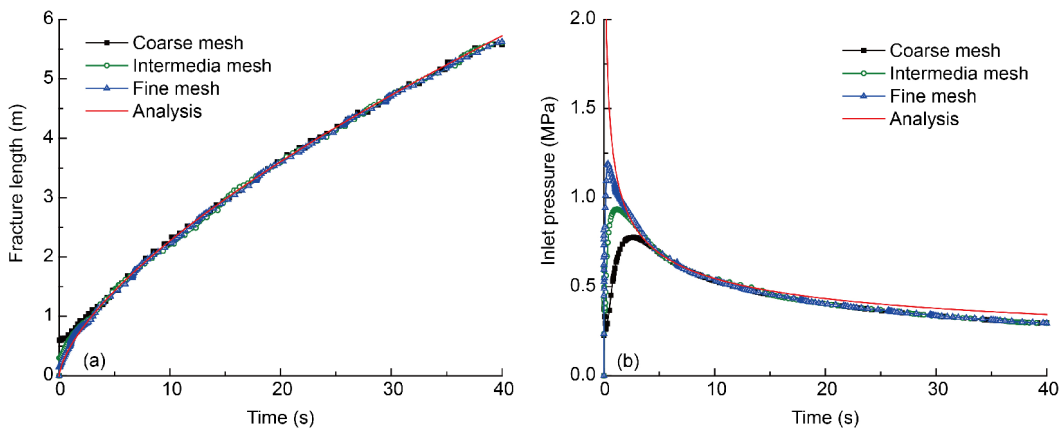 6
5
4
3
2
1
0
0
10
20
30
40
Fracture length (m)
Time (s)
Coarse mesh
Intermedia mesh
Fine mesh
Analysis
(a)
2.0
1.5
1.0
0.5
0.0
0
10
20
30
40
Inlet pressure (MPa)
Time (s)
Coarse mesh
Intermedia mesh
Fine mesh
Analysis
(b)